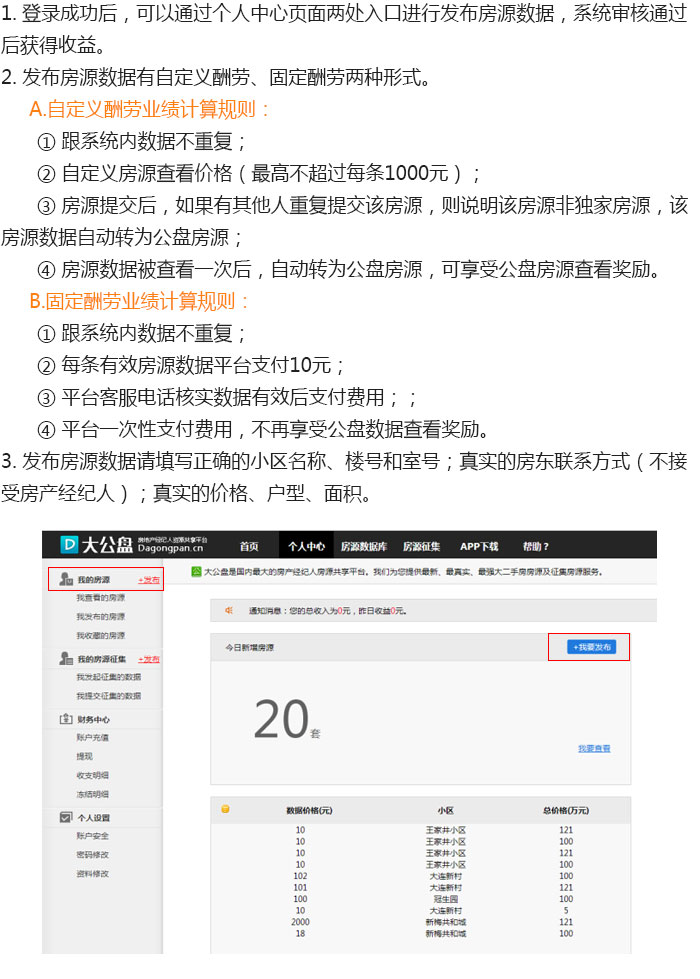 1. 登录成功后，可以通过个人中心页面两处入口进行发布房源数据，系统审核通过
后获得收益。
2. 发布房源数据有自定义酬劳、固定酬劳两种形式。
A.自定义酬劳业绩计算规则：
① 跟系统内数据不重复；
② 自定义房源查看价格（最高不超过每条1000元）；
③ 房源提交后，如果有其他人重复提交该房源，则说明该房源非独家房源，该
房源数据自动转为公盘房源；
④ 房源数据被查看一次后，自动转为公盘房源，可享受公盘房源查看奖励。
B.固定酬劳业绩计算规则：
① 跟系统内数据不重复；
② 每条有效房源数据平台支付10元；
③ 平台客服电话核实数据有效后支付费用；；
④ 平台一次性支付费用，不再享受公盘数据查看奖励。
3. 发布房源数据请填写正确的小区名称、楼号和室号；真实的房东联系方式（不接
受房产经纪人）；真实的价格、户型、面积。
大公盘 房地产经纪人资源共享平台
Dagongpan.cn
首页 个人中心 房源数据库 房源征集 APP下载 帮助？
我的房源 +发布
我查看的房源
我发布的房源
我收藏的房源
我的房源征集 +发布
我发起征集的数据
我提交征集的数据
财务中心
账户充值
提现
收支明细
冻结明细
个人设置
账户安全
密码修改
资料修改
大公盘是国内最大的房产经纪人房源共享平台。我们为您提供最新、最真实、最强大二手房房源及征集房源服务。
通知消息：您的总收入为0元，昨日收益0元。
今日新增房源 +我要发布
20套
我要查看
数据价格(元) 小区 总价格(万元)
10 王家井小区 121
10 王家井小区 100
10 王家井小区 121
10 王家井小区 100
102 大连新村 100
101 大连新村 121
100 冠生园 100
10 大连新村 5
2000 新梅共和城 121
18 新梅共和城 100